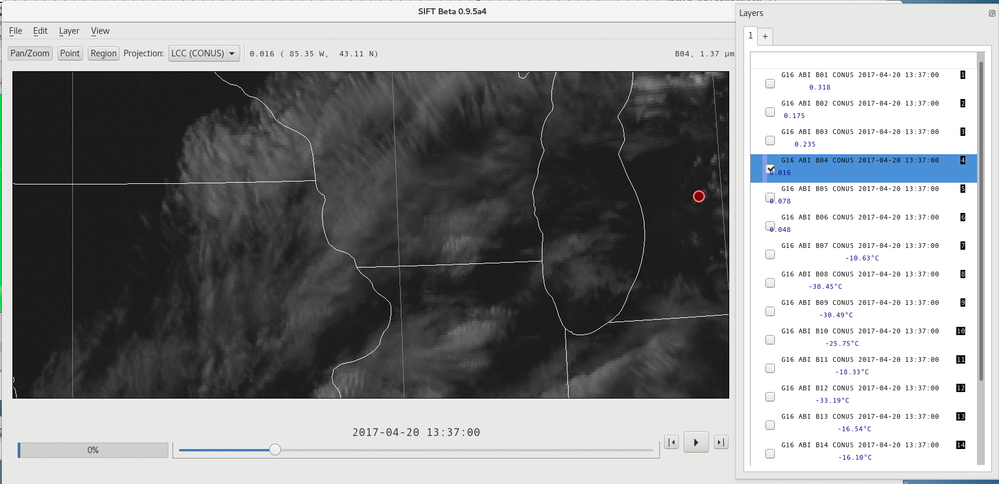 SIFT Beta 0.9.5a4
File Edit Layer View
Pan/Zoom Point Region Projection: LCC (CONUS) 0.016 ( 85.35 W, 43.11 N) B04, 1.37 µm
2017-04-20 13:37:00
0%
Layers
1 +
G16 ABI B01 CONUS 2017-04-20 13:37:00 1
0.318
G16 ABI B02 CONUS 2017-04-20 13:37:00 2
0.175
G16 ABI B03 CONUS 2017-04-20 13:37:00 3
0.235
G16 ABI B04 CONUS 2017-04-20 13:37:00 4
0.016
G16 ABI B05 CONUS 2017-04-20 13:37:00 5
0.078
G16 ABI B06 CONUS 2017-04-20 13:37:00 6
0.048
G16 ABI B07 CONUS 2017-04-20 13:37:00 7
-10.63°C
G16 ABI B08 CONUS 2017-04-20 13:37:00 8
-38.45°C
G16 ABI B09 CONUS 2017-04-20 13:37:00 9
-30.49°C
G16 ABI B10 CONUS 2017-04-20 13:37:00 10
-25.75°C
G16 ABI B11 CONUS 2017-04-20 13:37:00 11
-18.33°C
G16 ABI B12 CONUS 2017-04-20 13:37:00 12
-33.19°C
G16 ABI B13 CONUS 2017-04-20 13:37:00 13
-16.54°C
G16 ABI B14 CONUS 2017-04-20 13:37:00 14
-16.10°C